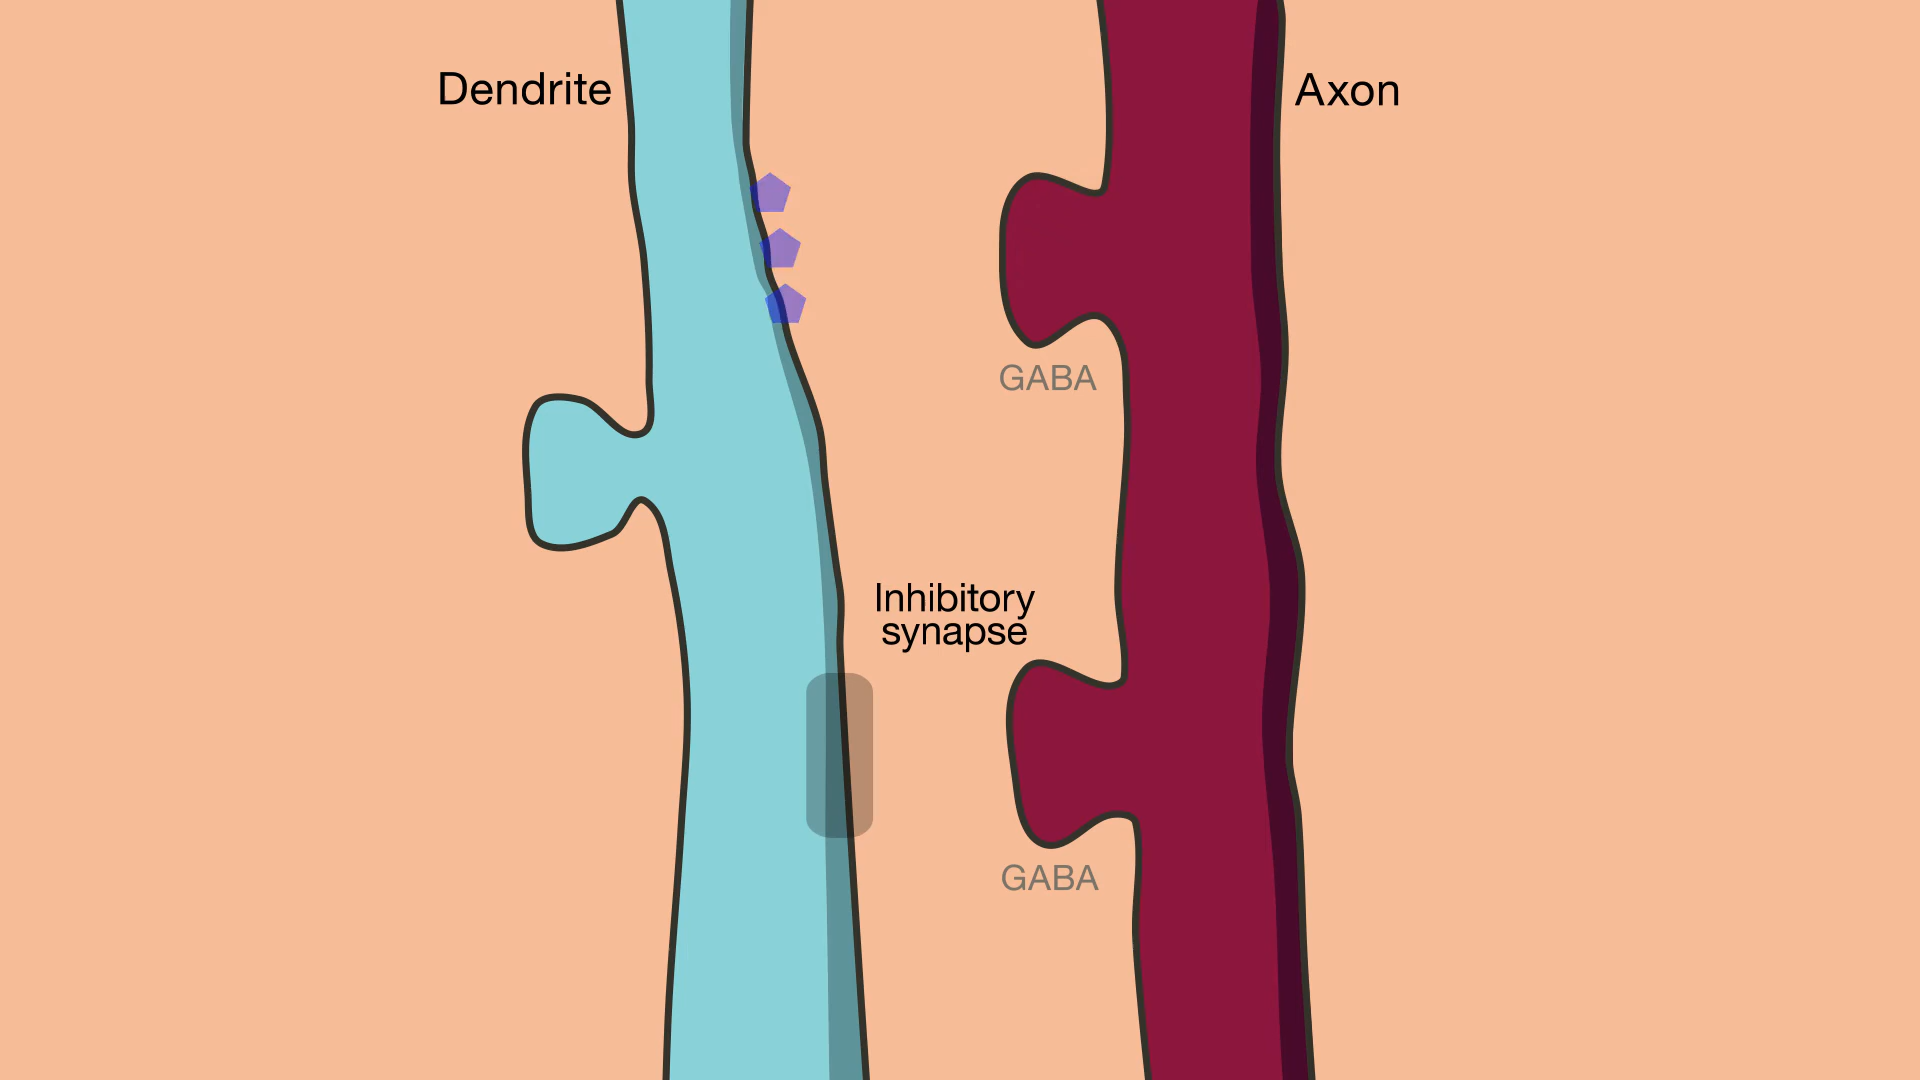 Dendrite
Axon
GABA
Inhibitory
synapse
GABA